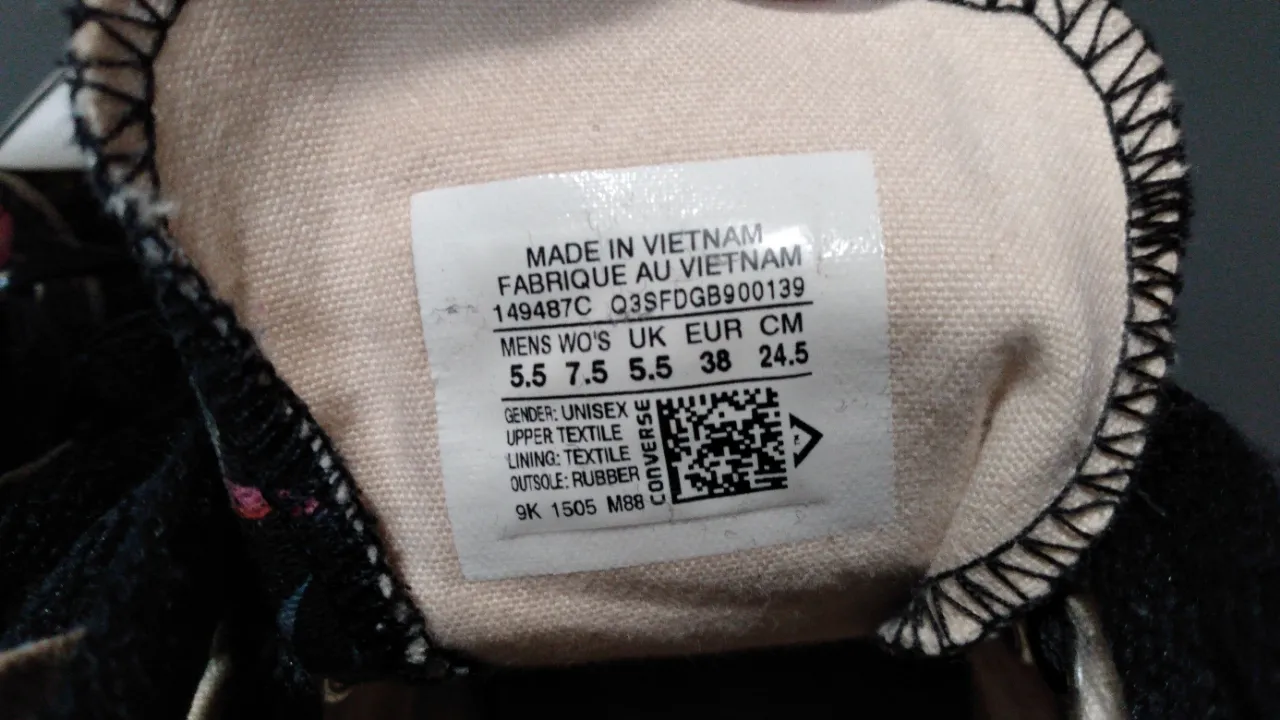 MADE IN VIETNAM
FABRIQUE AU VIETNAM
149487C Q3SFDGB900139
MENS WO'S UK EUR CM
5.5 7.5 5.5 38 24.5
GENDER: UNISEX
UPPER TEXTILE
LINING: TEXTILE
OUTSOLE: RUBBER
9K 1505 M88
CONVERSE